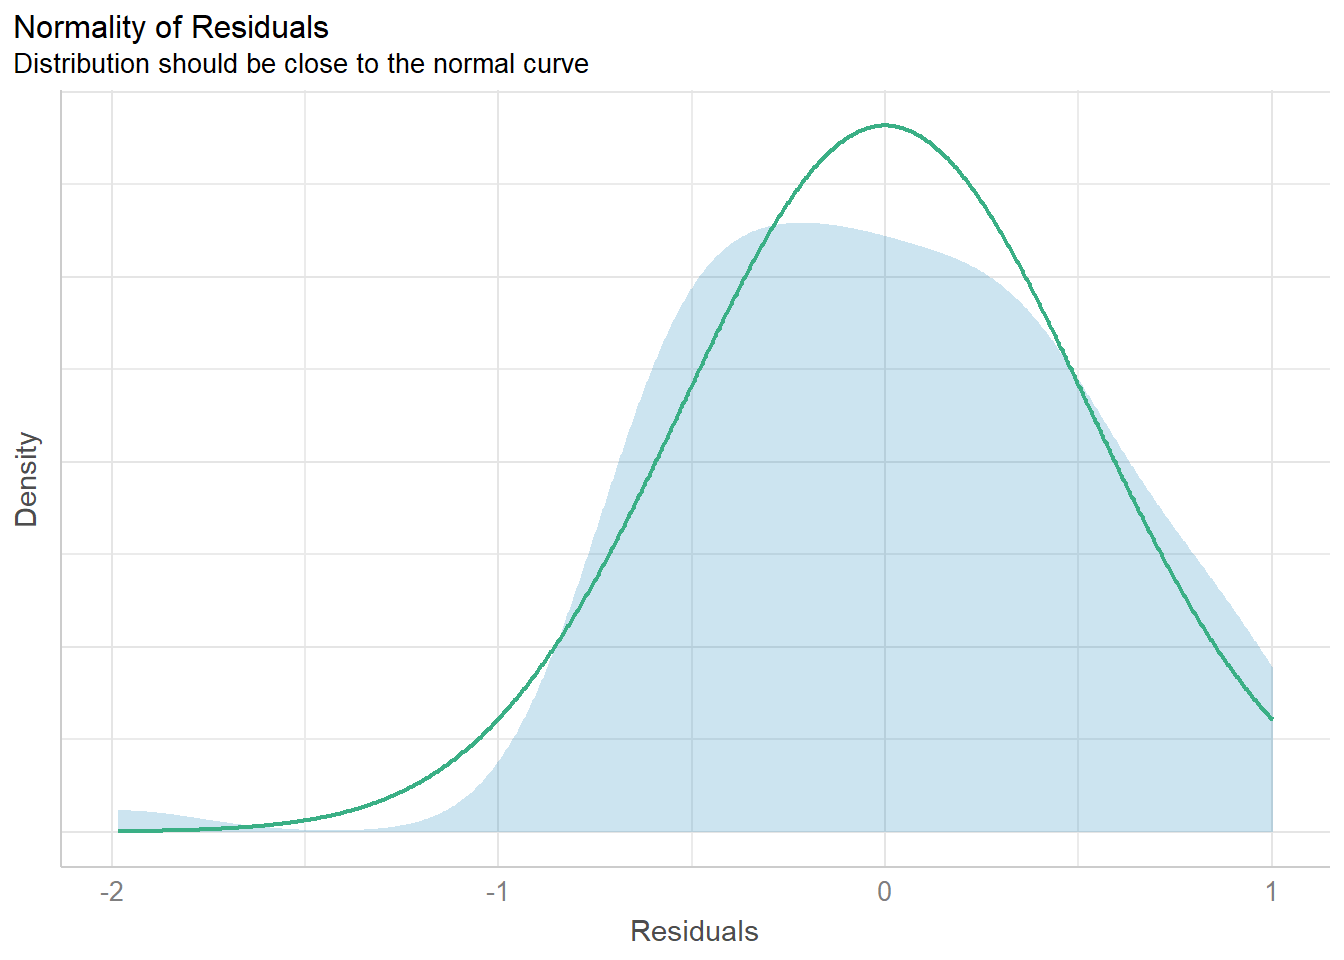 Normality of Residuals
Distribution should be close to the normal curve
Density
-2 -1 0 1
Residuals